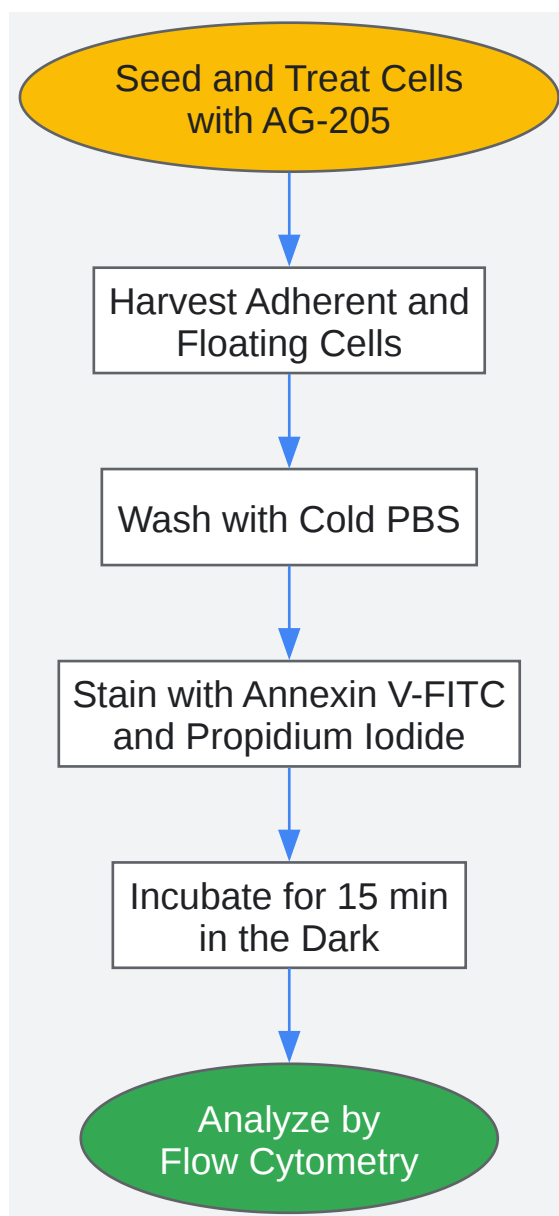 Seed and Treat Cells
with AG-205
Harvest Adherent and
Floating Cells
Wash with Cold PBS
Stain with Annexin V-FITC
and Propidium Iodide
Incubate for 15 min
in the Dark
Analyze by
Flow Cytometry